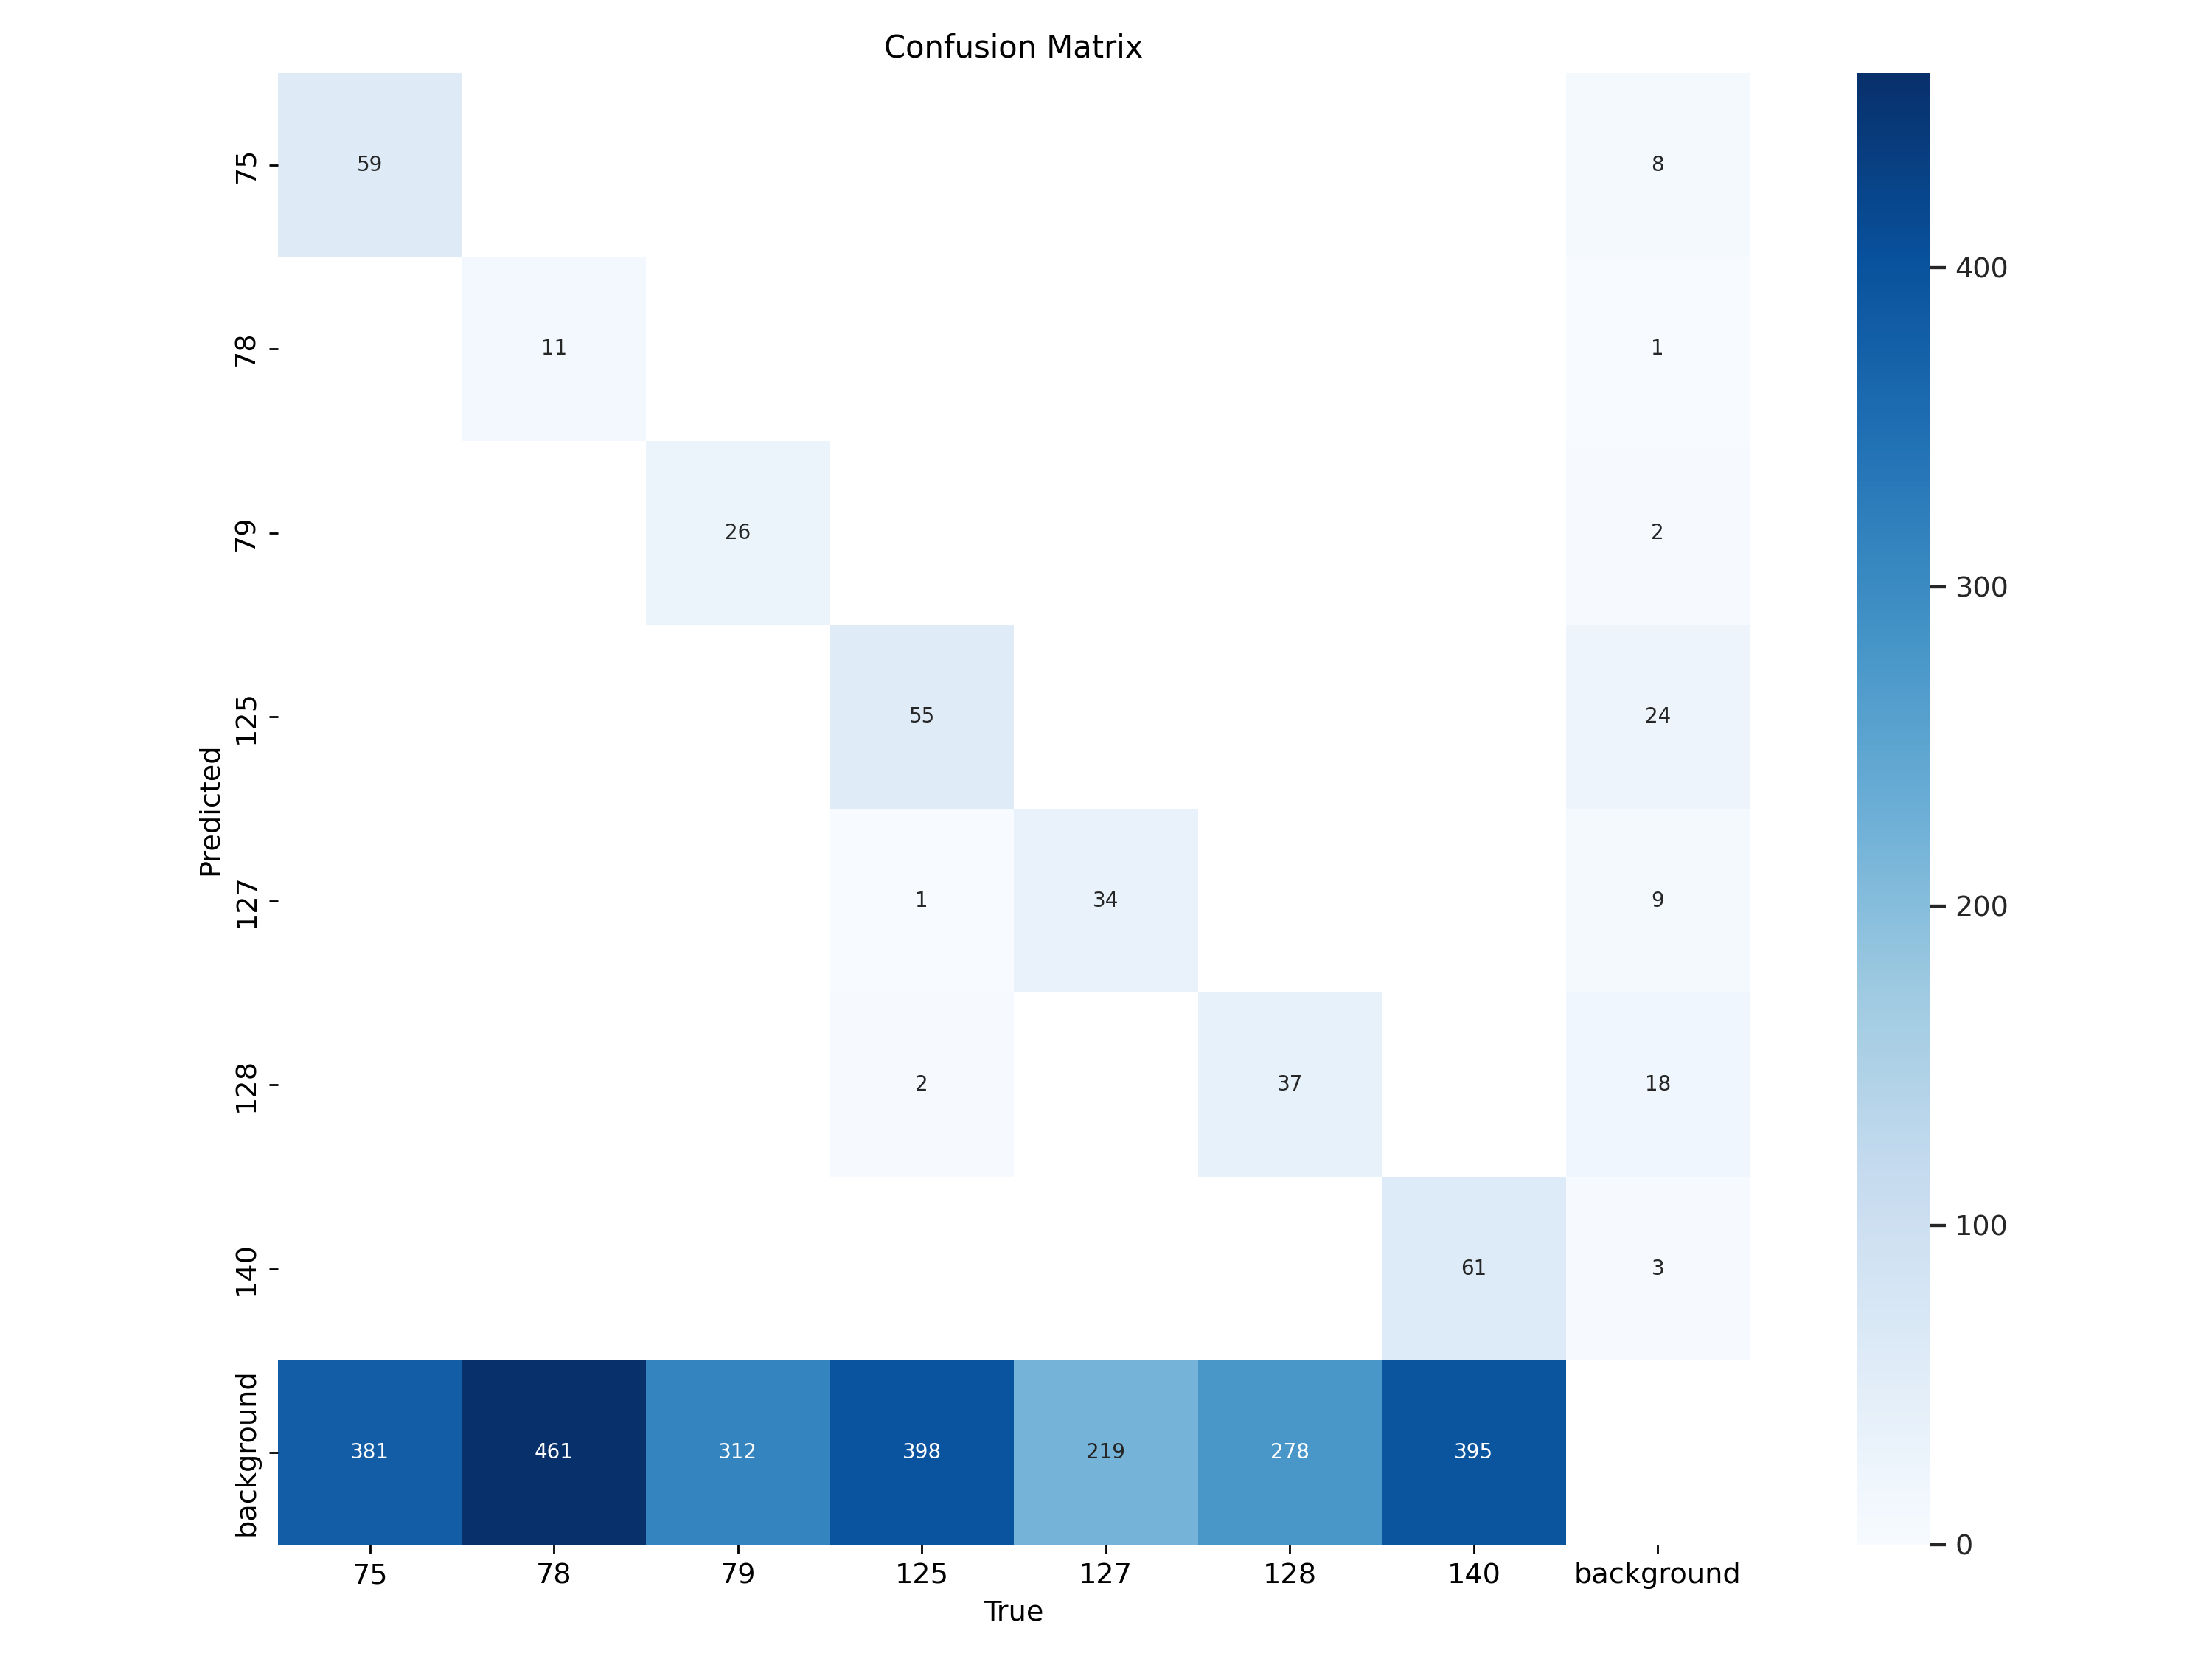 Confusion Matrix
75 59 8
78 11 1
79 26 2
125 55 24
127 1 34 9
128 2 37 18
140 61 3
background 381 461 312 398 219 278 395
75 78 79 125 127 128 140 background
True
Predicted
400
300
200
100
0